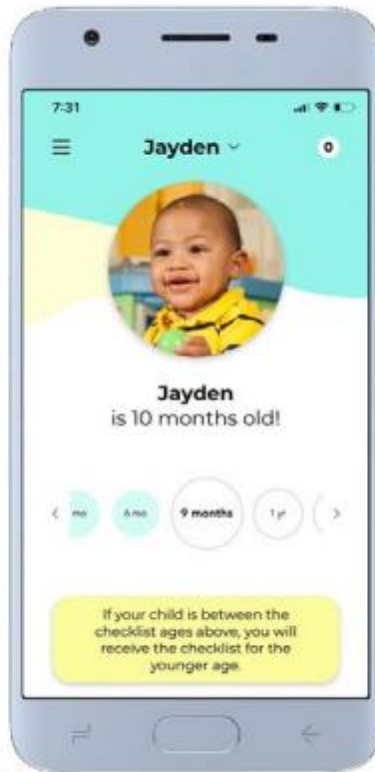 7:31
Jayden
0
Jayden
is 10 months old!
mo
6 mo
9 months
1 yr
If your child is between the
checklist ages above, you will
receive the checklist for the
younger age.